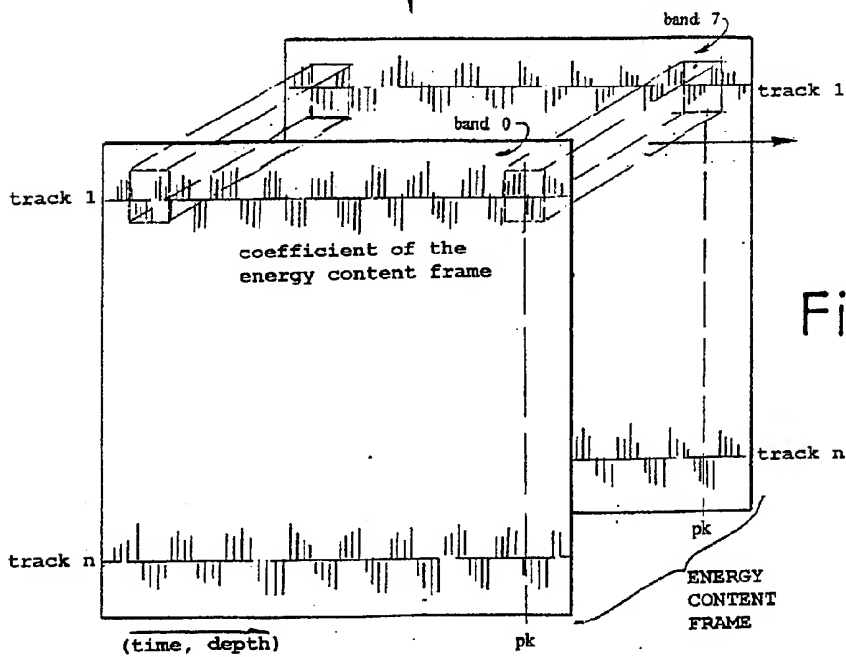 band 7
track 1
band 0
track 1
coefficient of the
energy content frame
Fi
track n
pk
track n
ENERGY
CONTENT
FRAME
(time, depth)
pk